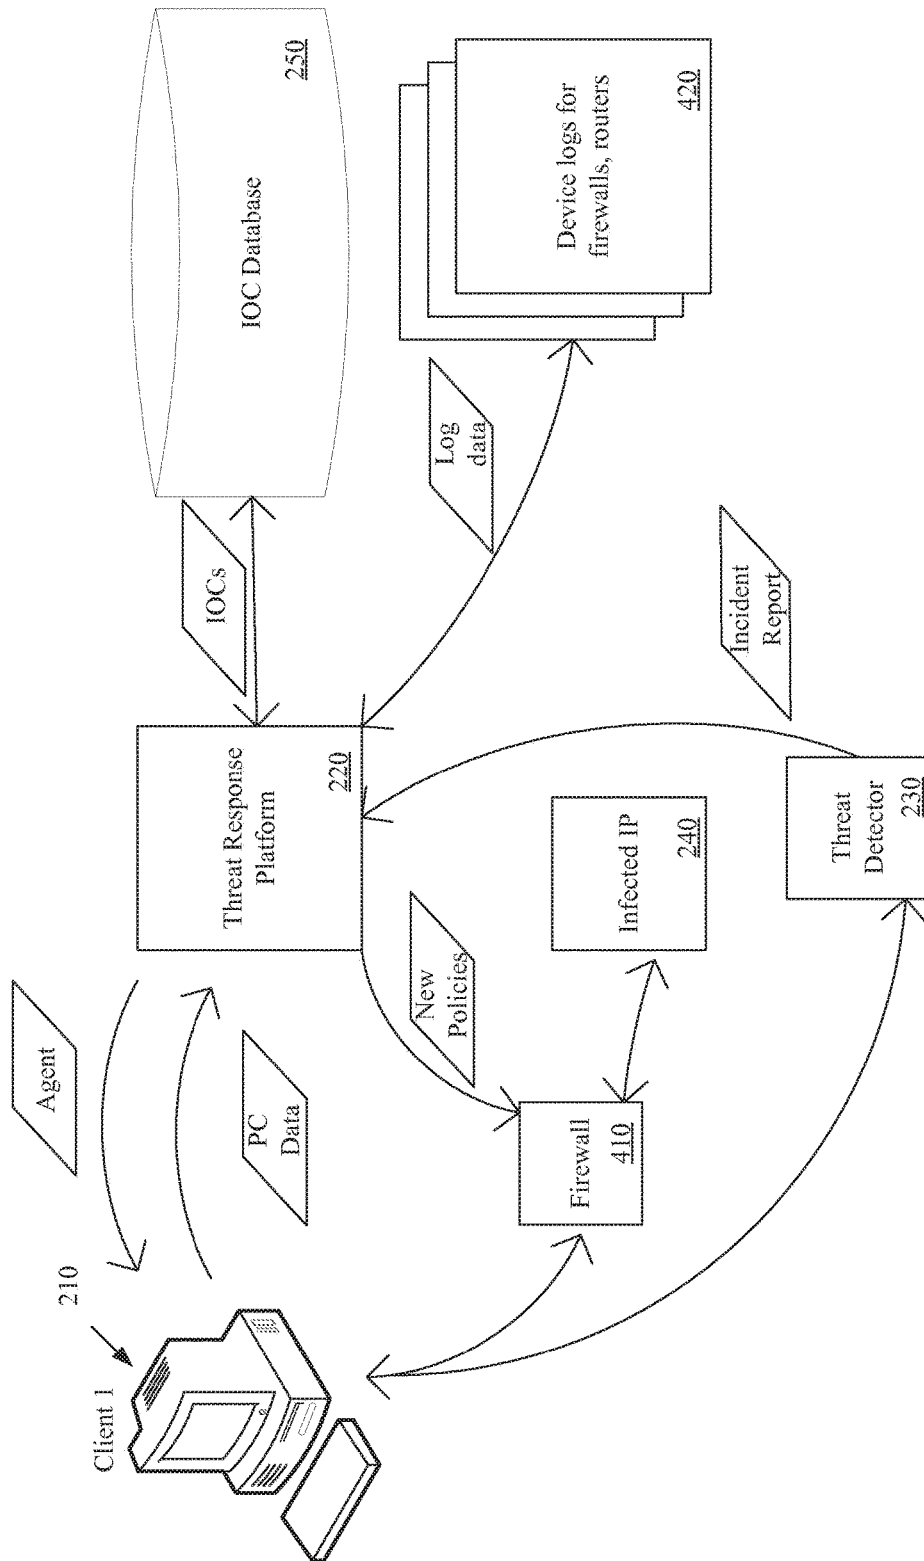 Client 1
210
Agent
PC
Data
Threat Response
Platform
220
IOCs
IOC Database
250
Log
data
Device logs for
firewalls, routers
420
New
Policies
Firewall
410
Infected IP
240
Incident
Report
Threat
Detector
230